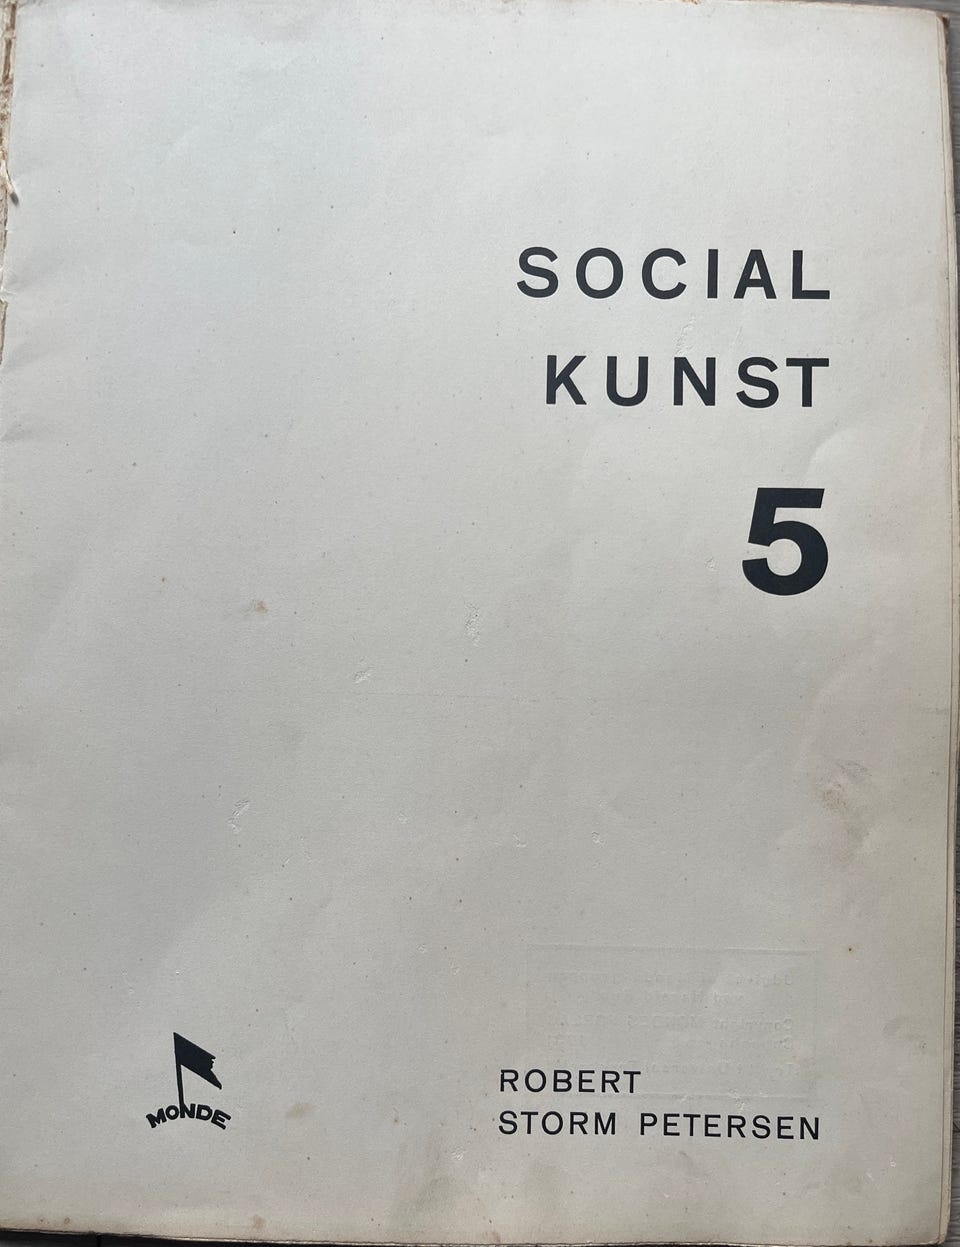 SOCIAL
KUNST
5
ROBERT
STORM PETERSEN
MONDE